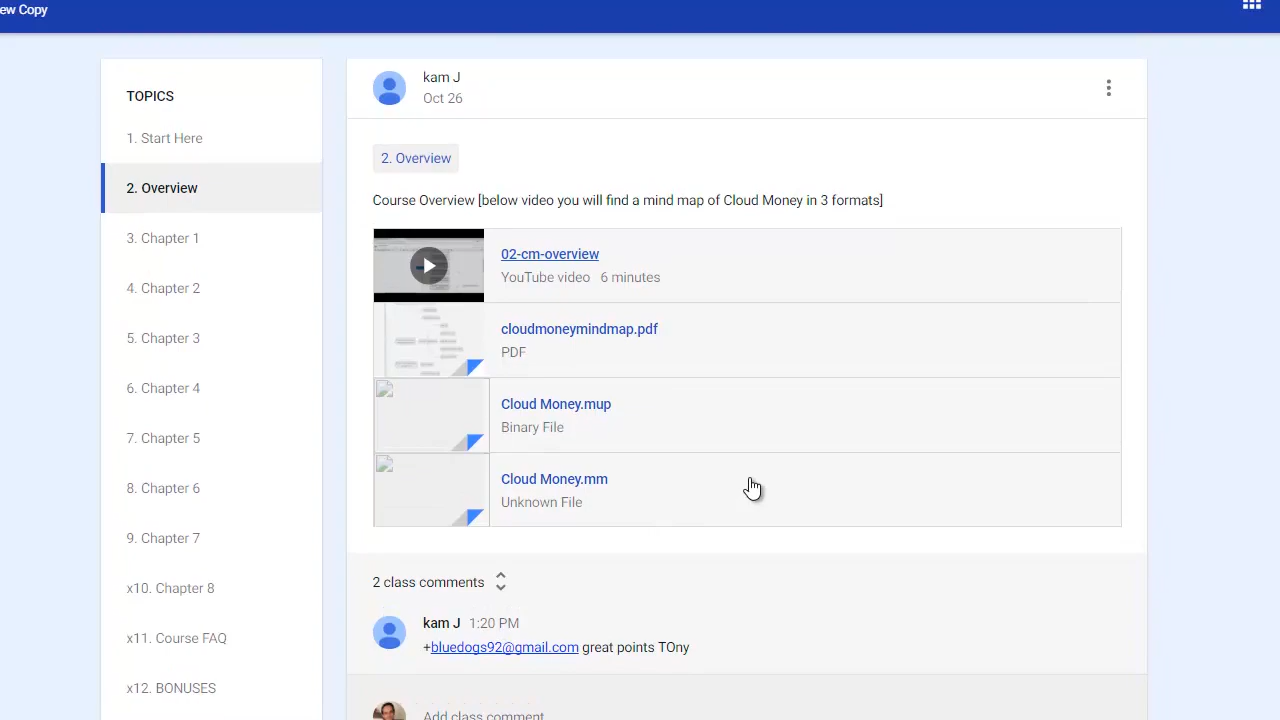 ew Copy
TOPICS
1. Start Here
2. Overview
3. Chapter 1
4. Chapter 2
5. Chapter 3
6. Chapter 4
7. Chapter 5
8. Chapter 6
9. Chapter 7
x10. Chapter 8
x11. Course FAQ
x12. BONUSES
kam J
Oct 26
2. Overview
Course Overview [below video you will find a mind map of Cloud Money in 3 formats]
02-cm-overview
YouTube video 6 minutes
cloudmoneymindmap.pdf
PDF
Cloud Money.mup
Binary File
Cloud Money.mm
Unknown File
2 class comments
kam J 1:20 PM
+bluedogs92@gmail.com great points TOny
Add class comment